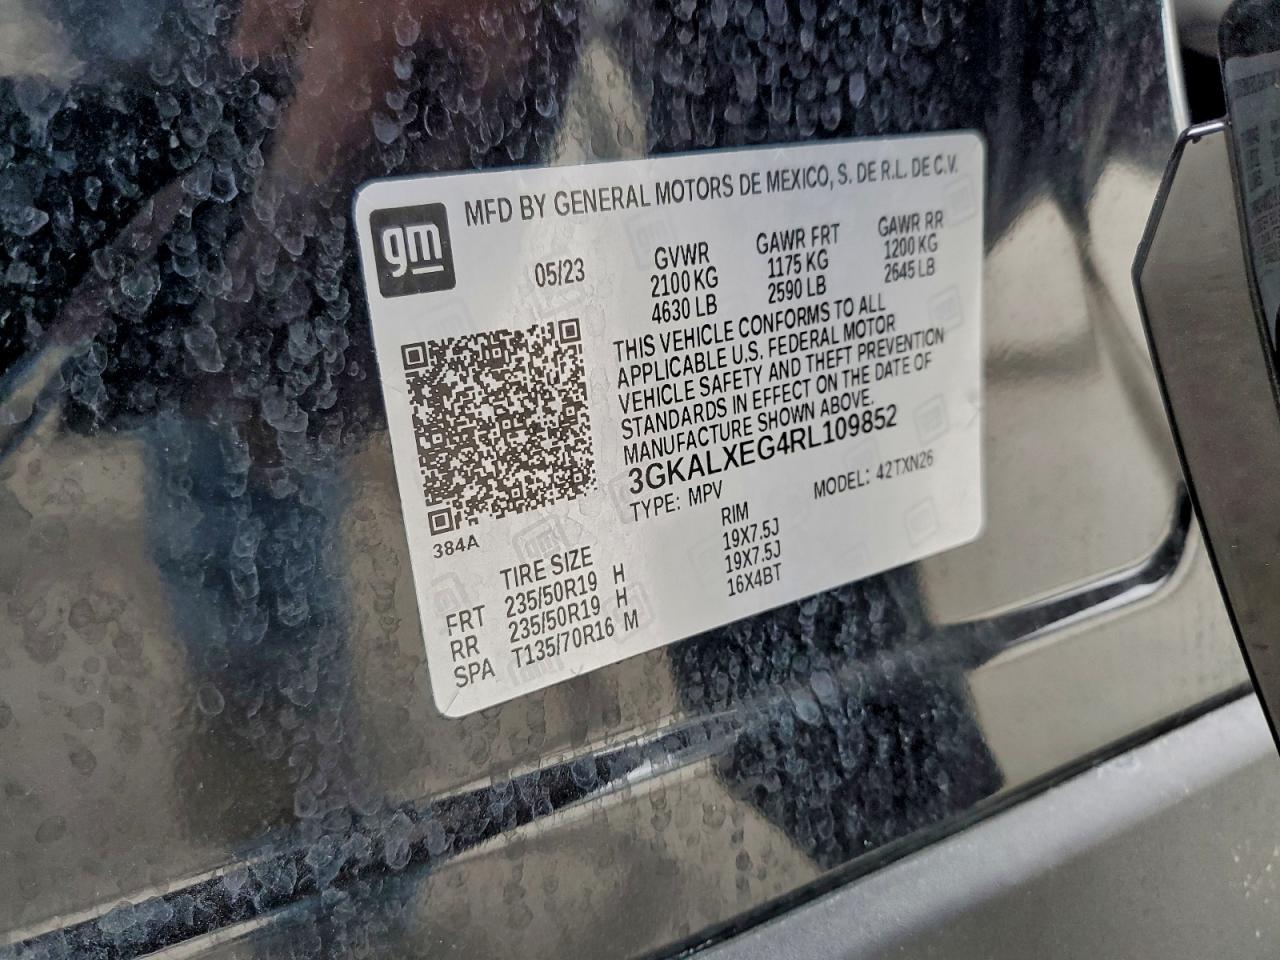 gm
MFD BY GENERAL MOTORS DE MEXICO, S. DE R.L. DE C.V.
05/23
GVWR GAWR FRT GAWR RR
2100 KG 1175 KG 1200 KG
4630 LB 2590 LB 2645 LB
THIS VEHICLE CONFORMS TO ALL
APPLICABLE U.S. FEDERAL MOTOR
VEHICLE SAFETY AND THEFT PREVENTION
STANDARDS IN EFFECT ON THE DATE OF
MANUFACTURE SHOWN ABOVE.
3GKALXEG4RL109852
TYPE: MPV MODEL: 42TXN26
384A
TIRE SIZE RIM
FRT 235/50R19 H 19X7.5J
RR 235/50R19 H 19X7.5J
SPA T135/70R16 M 16X4BT